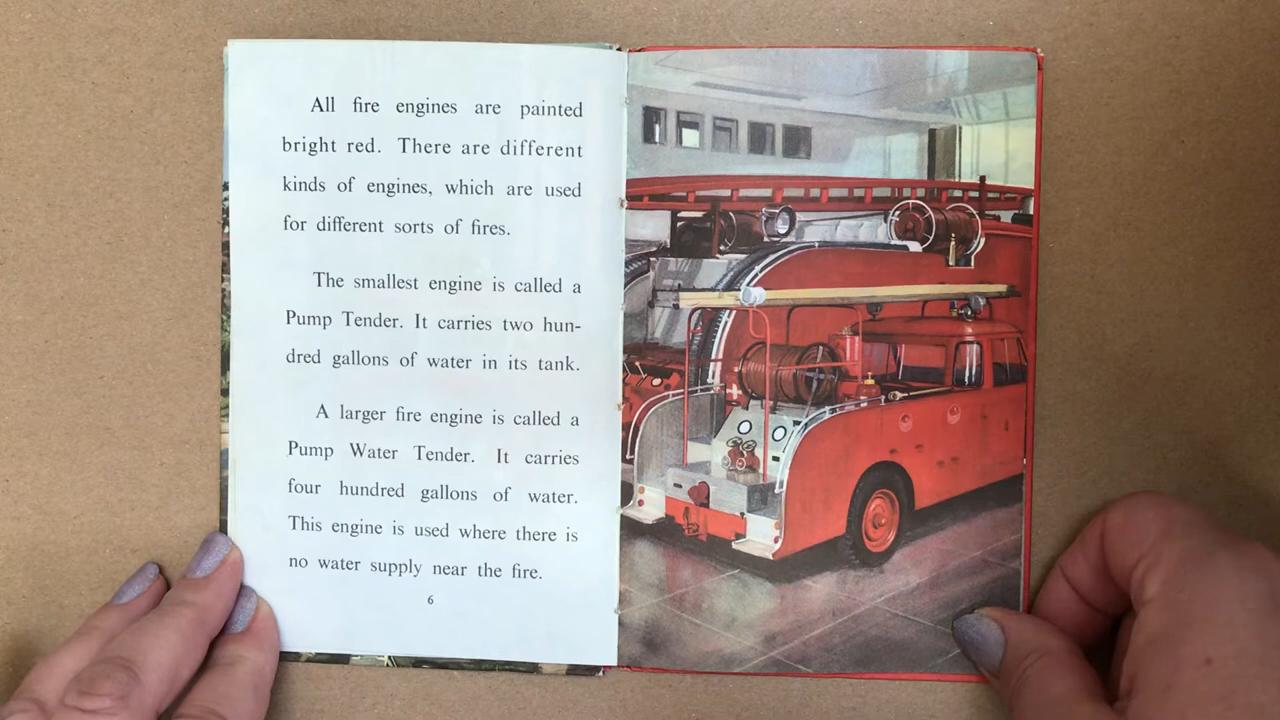 All fire engines are painted
bright red. There are different
kinds of engines, which are used
for different sorts of fires.
The smallest engine is called a
Pump Tender. It carries two hun-
dred gallons of water in its tank.
A larger fire engine is called a
Pump Water Tender. It carries
four hundred gallons of water.
This engine is used where there is
no water supply near the fire.
6